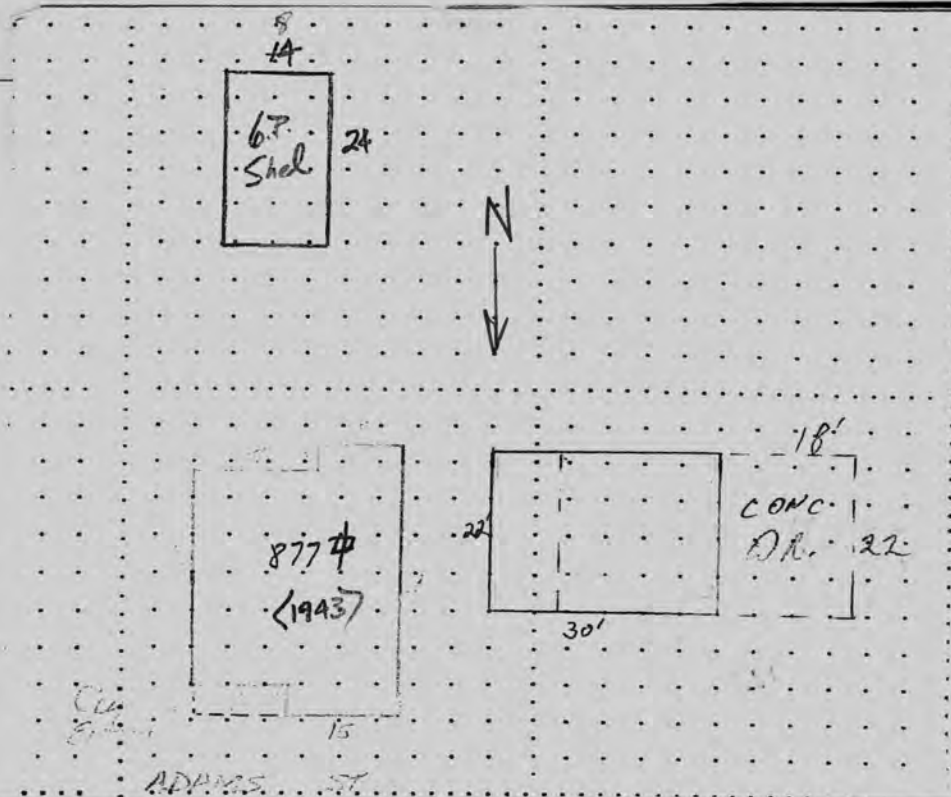 8
14
6.P.
Shed
24
N
18'
CONC.
DR.
22
22'
30'
877⌗
<1943>
15
ADAMS ST